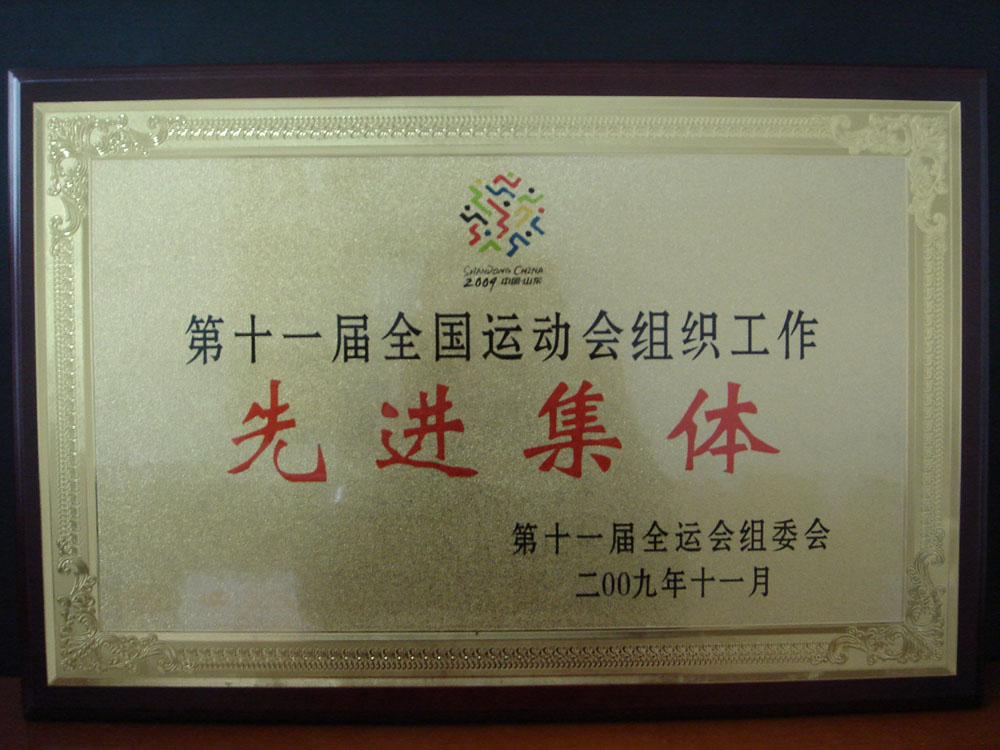 SHANDONG CHINA
2009 中国·山东
第十一届全国运动会组织工作
先进集体
第十一届全运会组委会
二00九年十一月